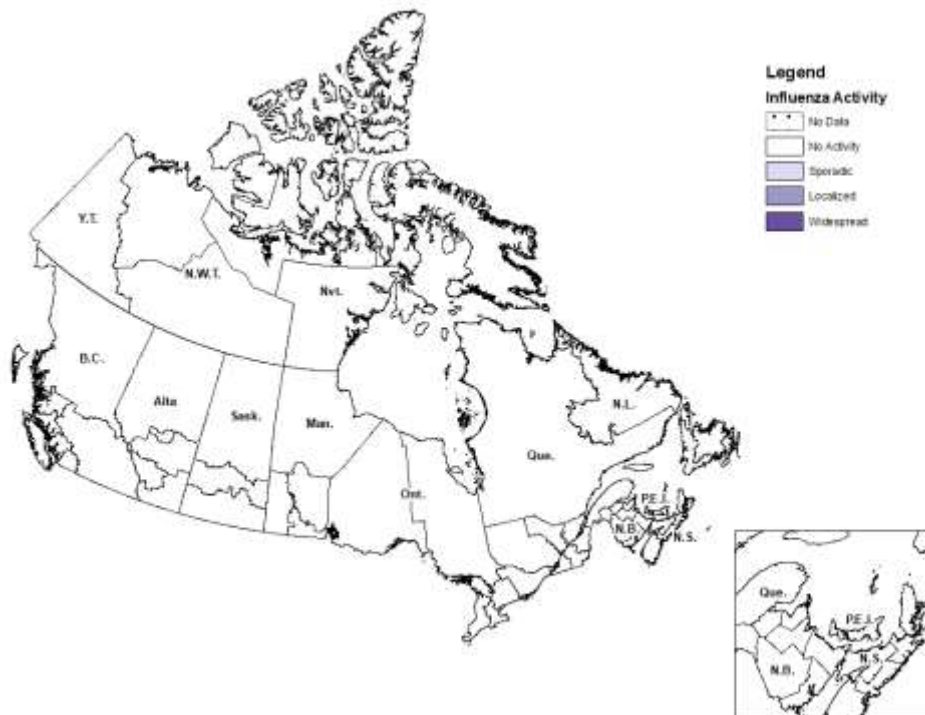 Legend
Influenza Activity
No Data
No Activity
Sporadic
Localized
Widespread
Y.T.
N.W.T.
Nvt.
B.C.
Alta
Sask.
Man.
Ont.
Que.
N.L.
P.E.I.
N.B.
N.S.
Que.
P.E.I.
N.S.
N.B.